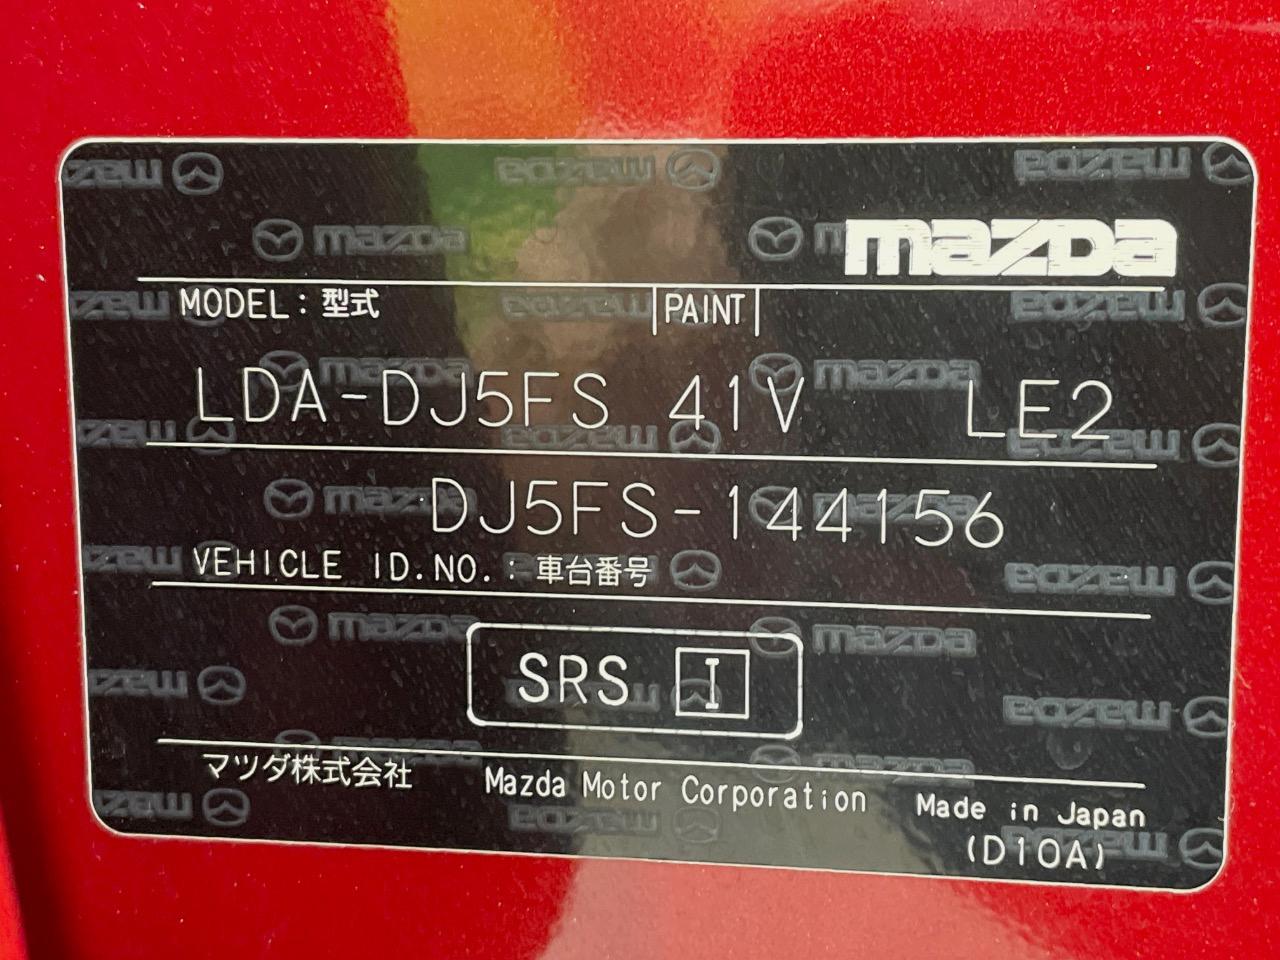 mazda
MODEL：型式 PAINT
LDA-DJ5FS 41V LE2
DJ5FS-144156
VEHICLE ID.NO.：車台番号
SRS I
マツダ株式会社 Mazda Motor Corporation Made in Japan
(D10A)